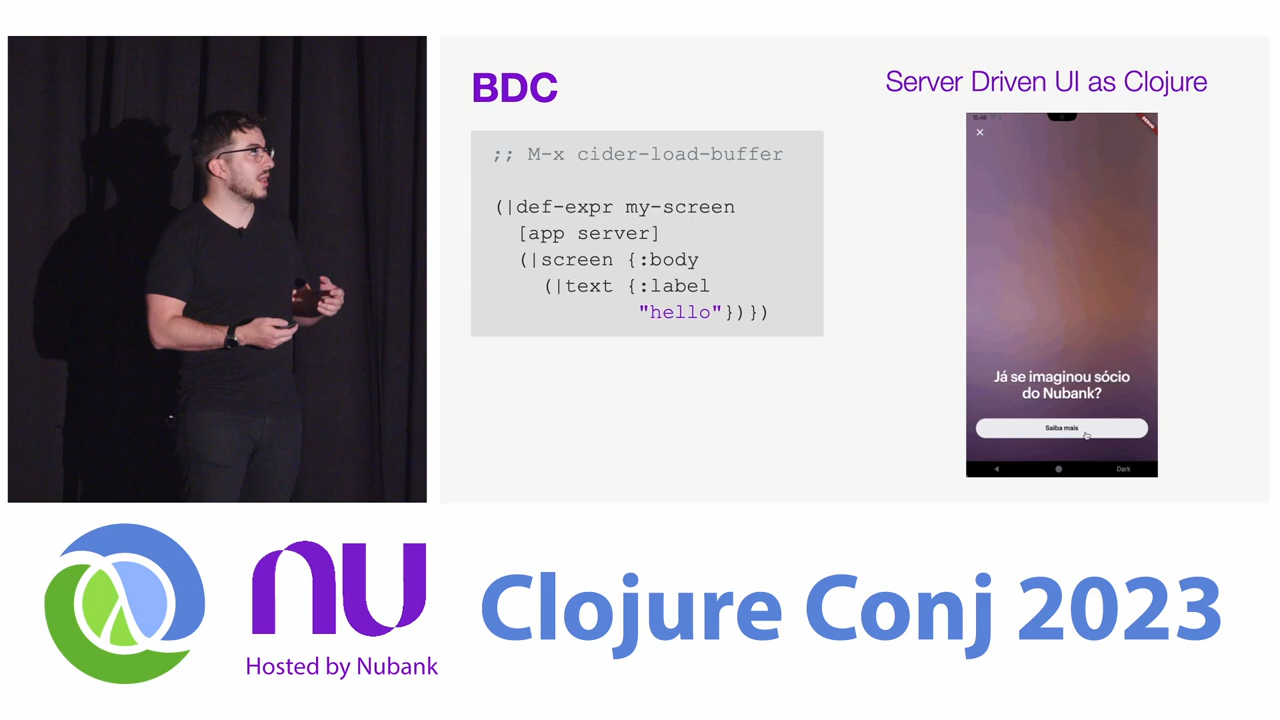 BDC
Server Driven UI as Clojure
;; M-x cider-load-buffer
(|def-expr my-screen
[app server]
(|screen {:body
(|text {:label
"hello"})})
Já se imaginou sócio
do Nubank?
Saiba mais
Dark
nu
Hosted by Nubank
Clojure Conj 2023